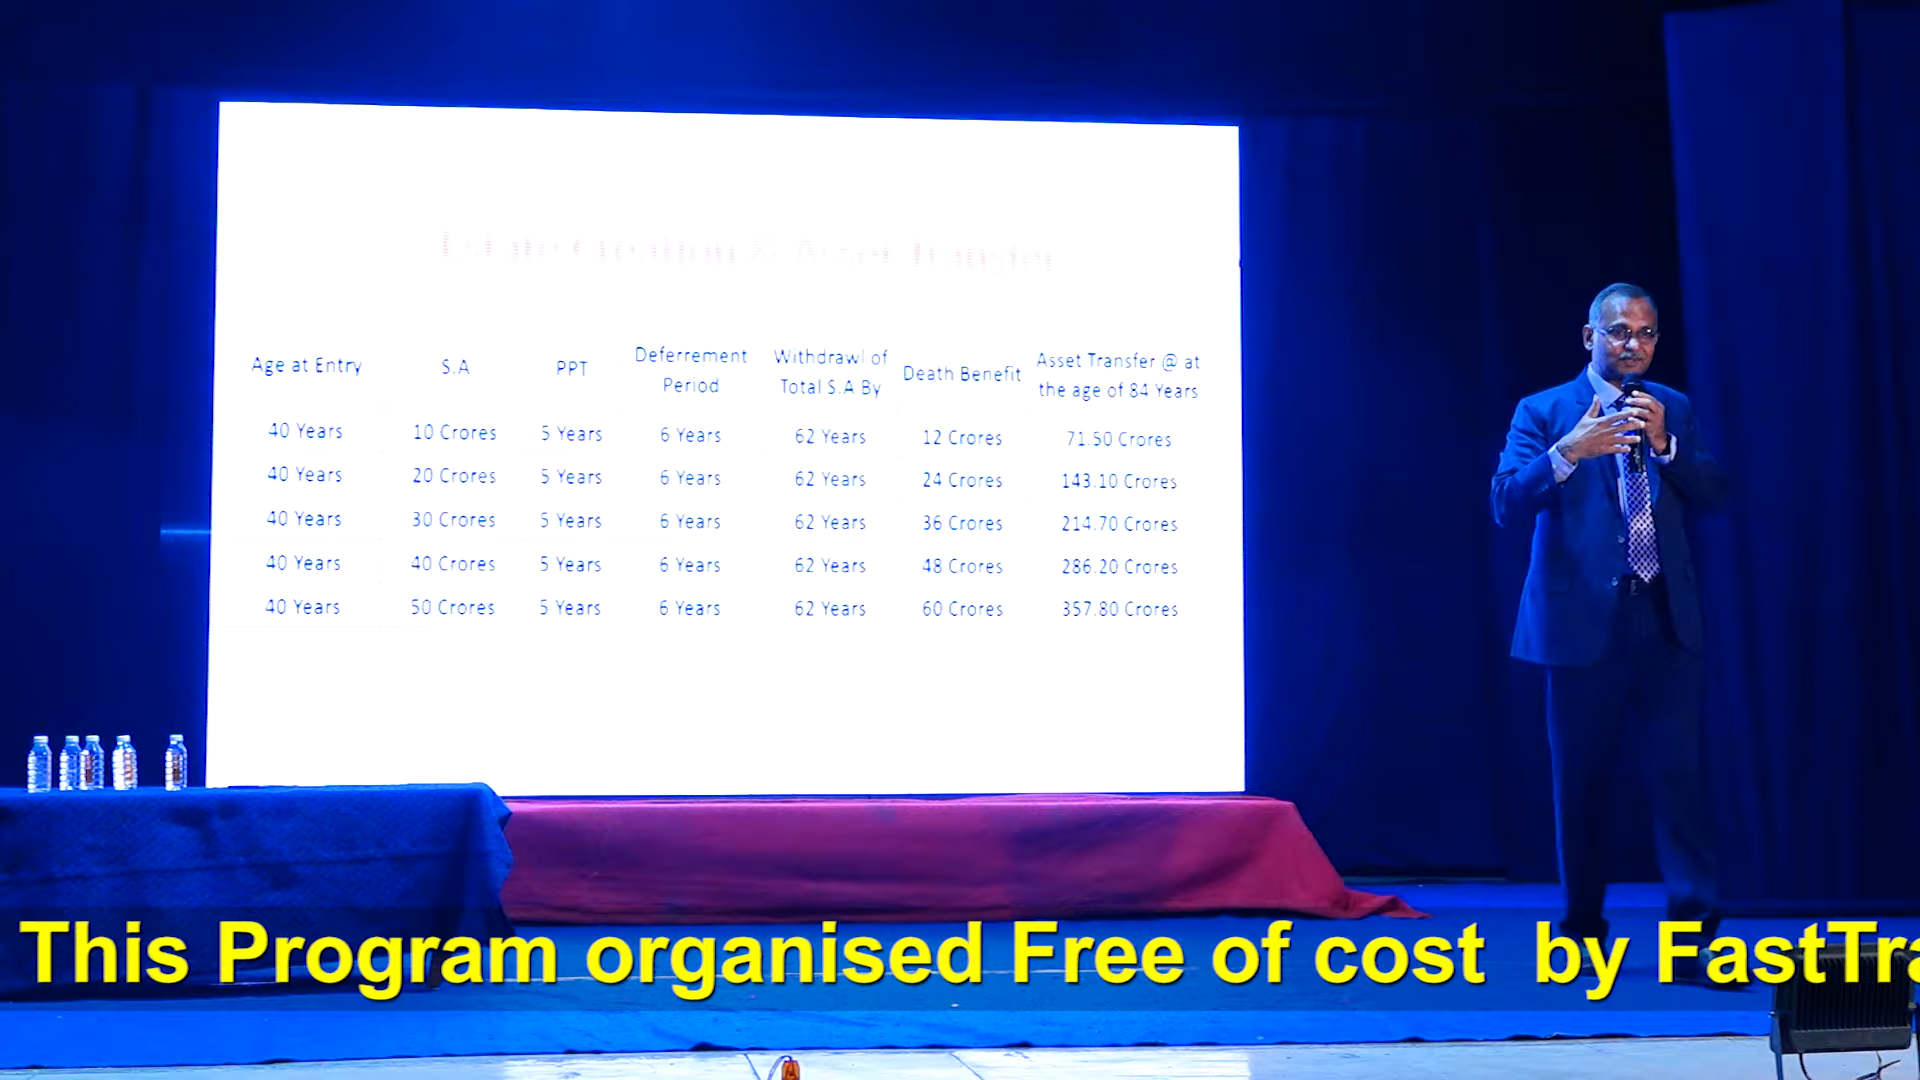 Estate Creation & Asset Transfer
Age at Entry S.A PPT Deferrement Period Withdrawl of Total S.A By Death Benefit Asset Transfer @ at the age of 84 Years
40 Years 10 Crores 5 Years 6 Years 62 Years 12 Crores 71.50 Crores
40 Years 20 Crores 5 Years 6 Years 62 Years 24 Crores 143.10 Crores
40 Years 30 Crores 5 Years 6 Years 62 Years 36 Crores 214.70 Crores
40 Years 40 Crores 5 Years 6 Years 62 Years 48 Crores 286.20 Crores
40 Years 50 Crores 5 Years 6 Years 62 Years 60 Crores 357.80 Crores
This Program organised Free of cost by FastTra